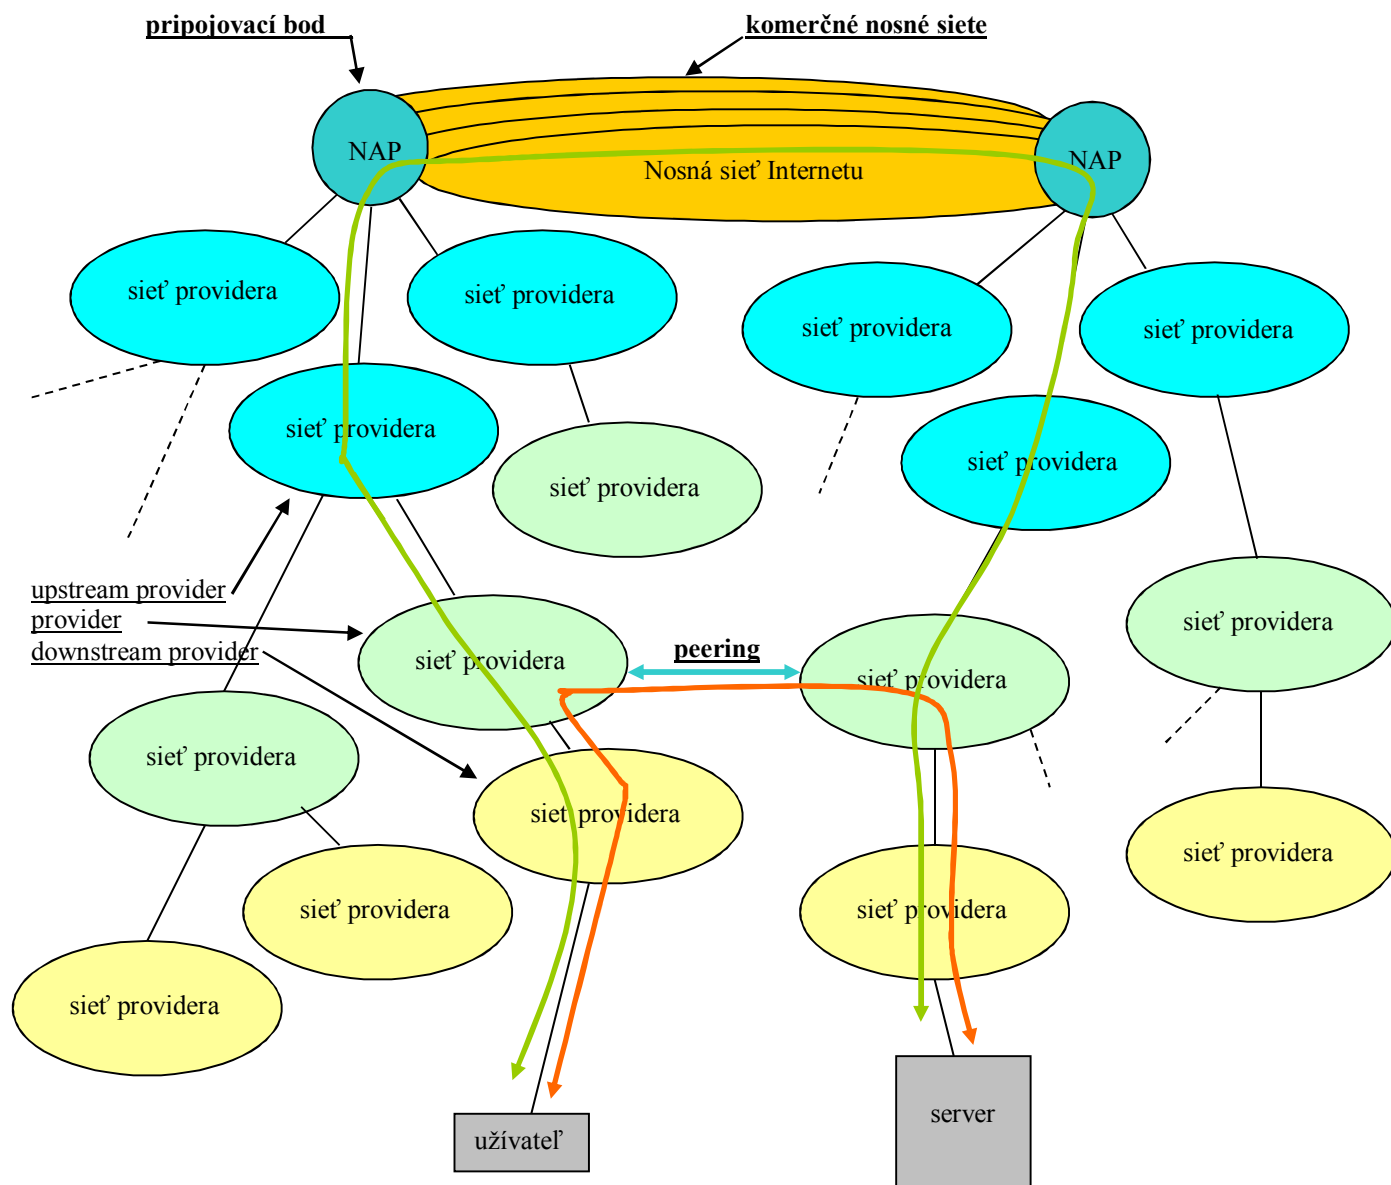 pripojovací bod
komerčné nosné siete
NAP
NAP
Nosná sieť Internetu
sieť providera
sieť providera
sieť providera
sieť providera
sieť providera
sieť providera
sieť providera
sieť providera
upstream provider
provider
downstream provider
sieť providera
peering
sieť providera
sieť providera
sieť providera
sieť providera
sieť providera
sieť providera
sieť providera
sieť providera
užívateľ
server